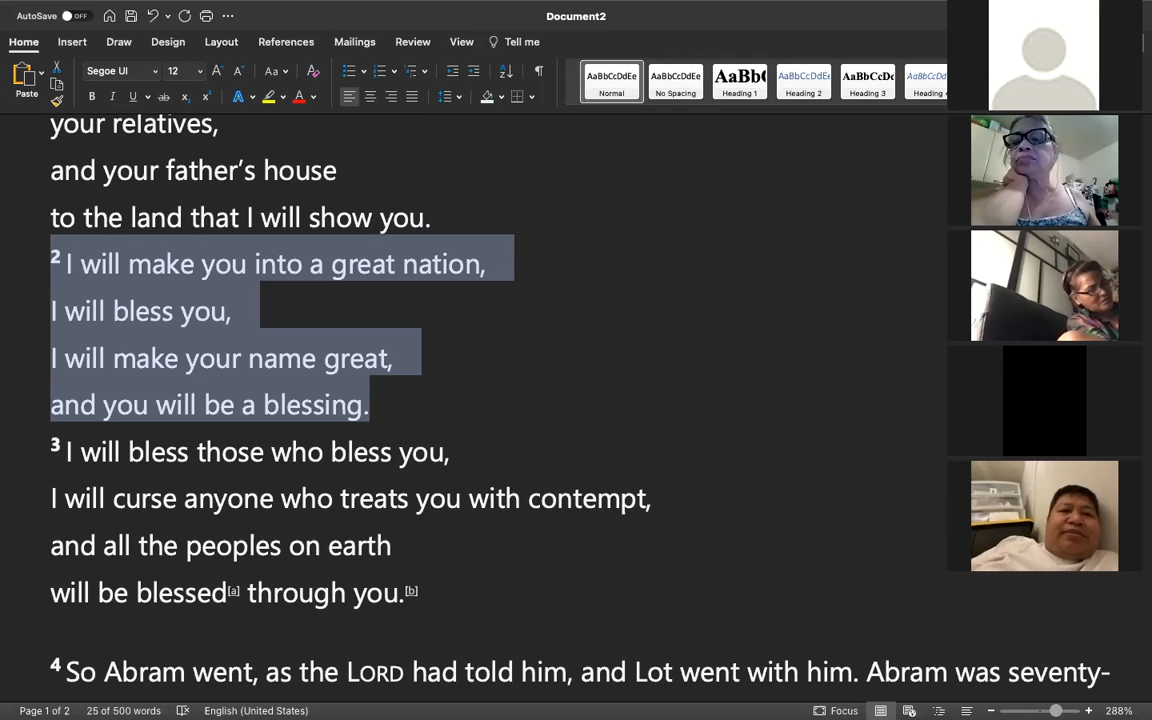 AutoSave OFF Document2
Home Insert Draw Design Layout References Mailings Review View Tell me
Paste Segoe UI 12 Aa AaBbCcDdEe Normal AaBbCcDdEe No Spacing AaBb( Heading 1 AaBbCcDdEe Heading 2 AaBbCcDc Heading 3 AaBbCcDdEe Heading 4
your relatives,
and your father’s house
to the land that I will show you.
2 I will make you into a great nation,
I will bless you,
I will make your name great,
and you will be a blessing.
3 I will bless those who bless you,
I will curse anyone who treats you with contempt,
and all the peoples on earth
will be blessed[a] through you.[b]
4 So Abram went, as the LORD had told him, and Lot went with him. Abram was seventy-
Page 1 of 2 25 of 500 words English (United States) Focus 288%